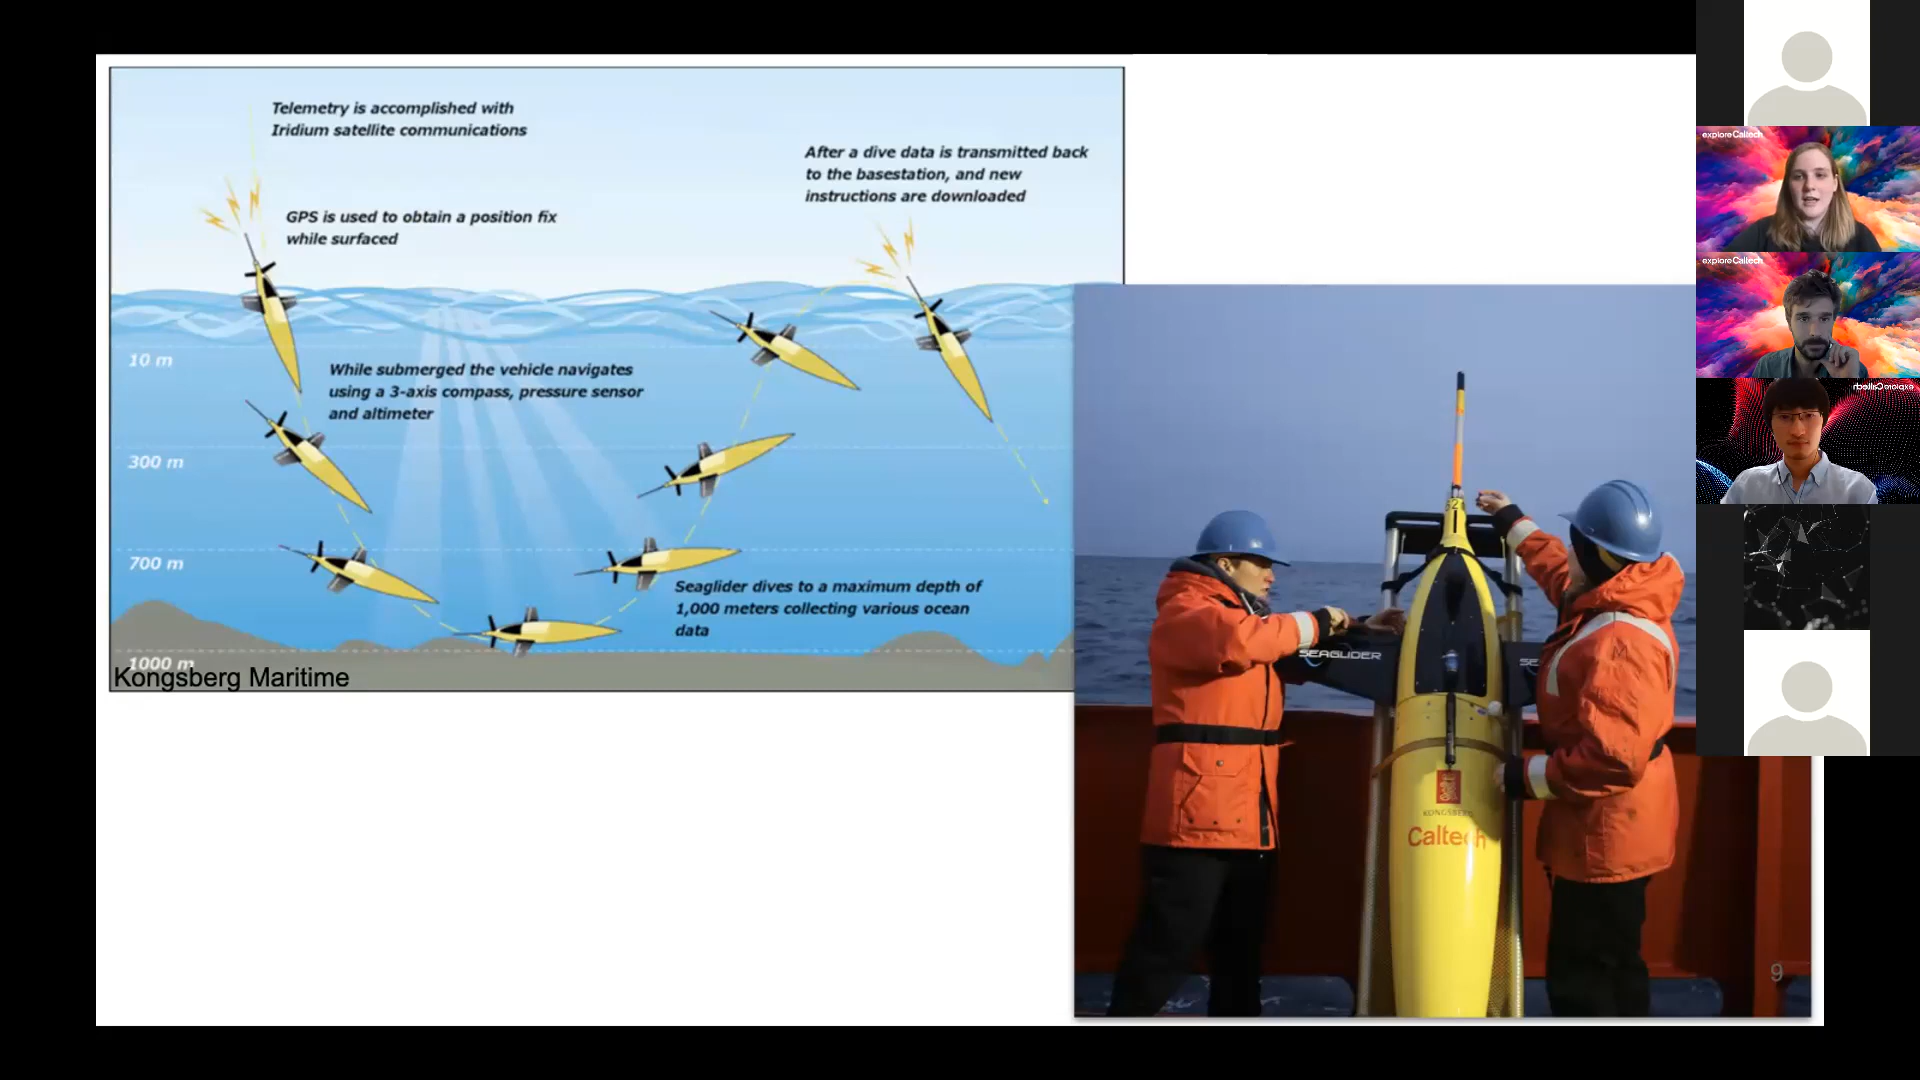 Telemetry is accomplished with
Iridium satellite communications
GPS is used to obtain a position fix
while surfaced
After a dive data is transmitted back
to the basestation, and new
instructions are downloaded
10 m
While submerged the vehicle navigates
using a 3-axis compass, pressure sensor
and altimeter
300 m
700 m
Seaglider dives to a maximum depth of
1,000 meters collecting various ocean
data
1000 m
Kongsberg Maritime
SEAGLIDER
SE
M
KONGSBERG
Caltech
9
exploreCaltech
exploreCaltech
exploreCaltech